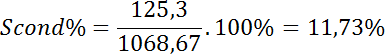 Scond% = 125,3 / 1068,67 . 100% = 11,73%